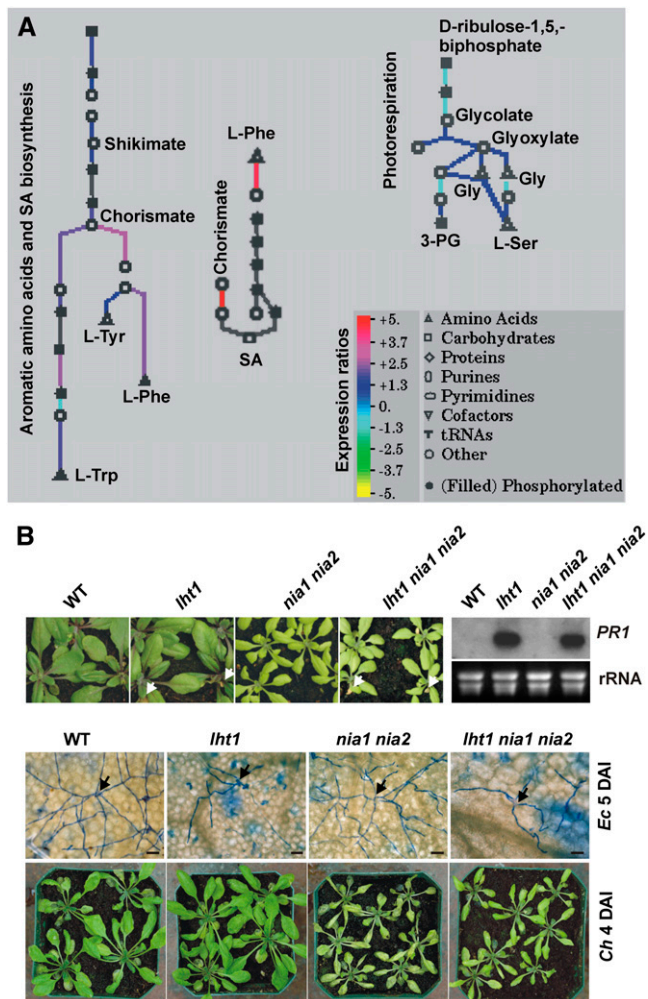 A
Aromatic amino acids and SA biosynthesis
Shikimate
Chorismate
L-Tyr
L-Phe
L-Trp
L-Phe
Chorismate
SA
Photorespiration
D-ribulose-1,5,-
biphosphate
Glycolate
Glyoxylate
Gly
Gly
3-PG
L-Ser
Expression ratios
+5.
+3.7
+2.5
+1.3
0.
-1.3
-2.5
-3.7
-5.
Amino Acids
Carbohydrates
Proteins
Purines
Pyrimidines
Cofactors
tRNAs
Other
(Filled) Phosphorylated
B
WT
lht1
nia1 nia2
lht1 nia1 nia2
WT
lht1
nia1 nia2
lht1 nia1 nia2
PR1
rRNA
WT
lht1
nia1 nia2
lht1 nia1 nia2
Ec 5 DAI
Ch 4 DAI